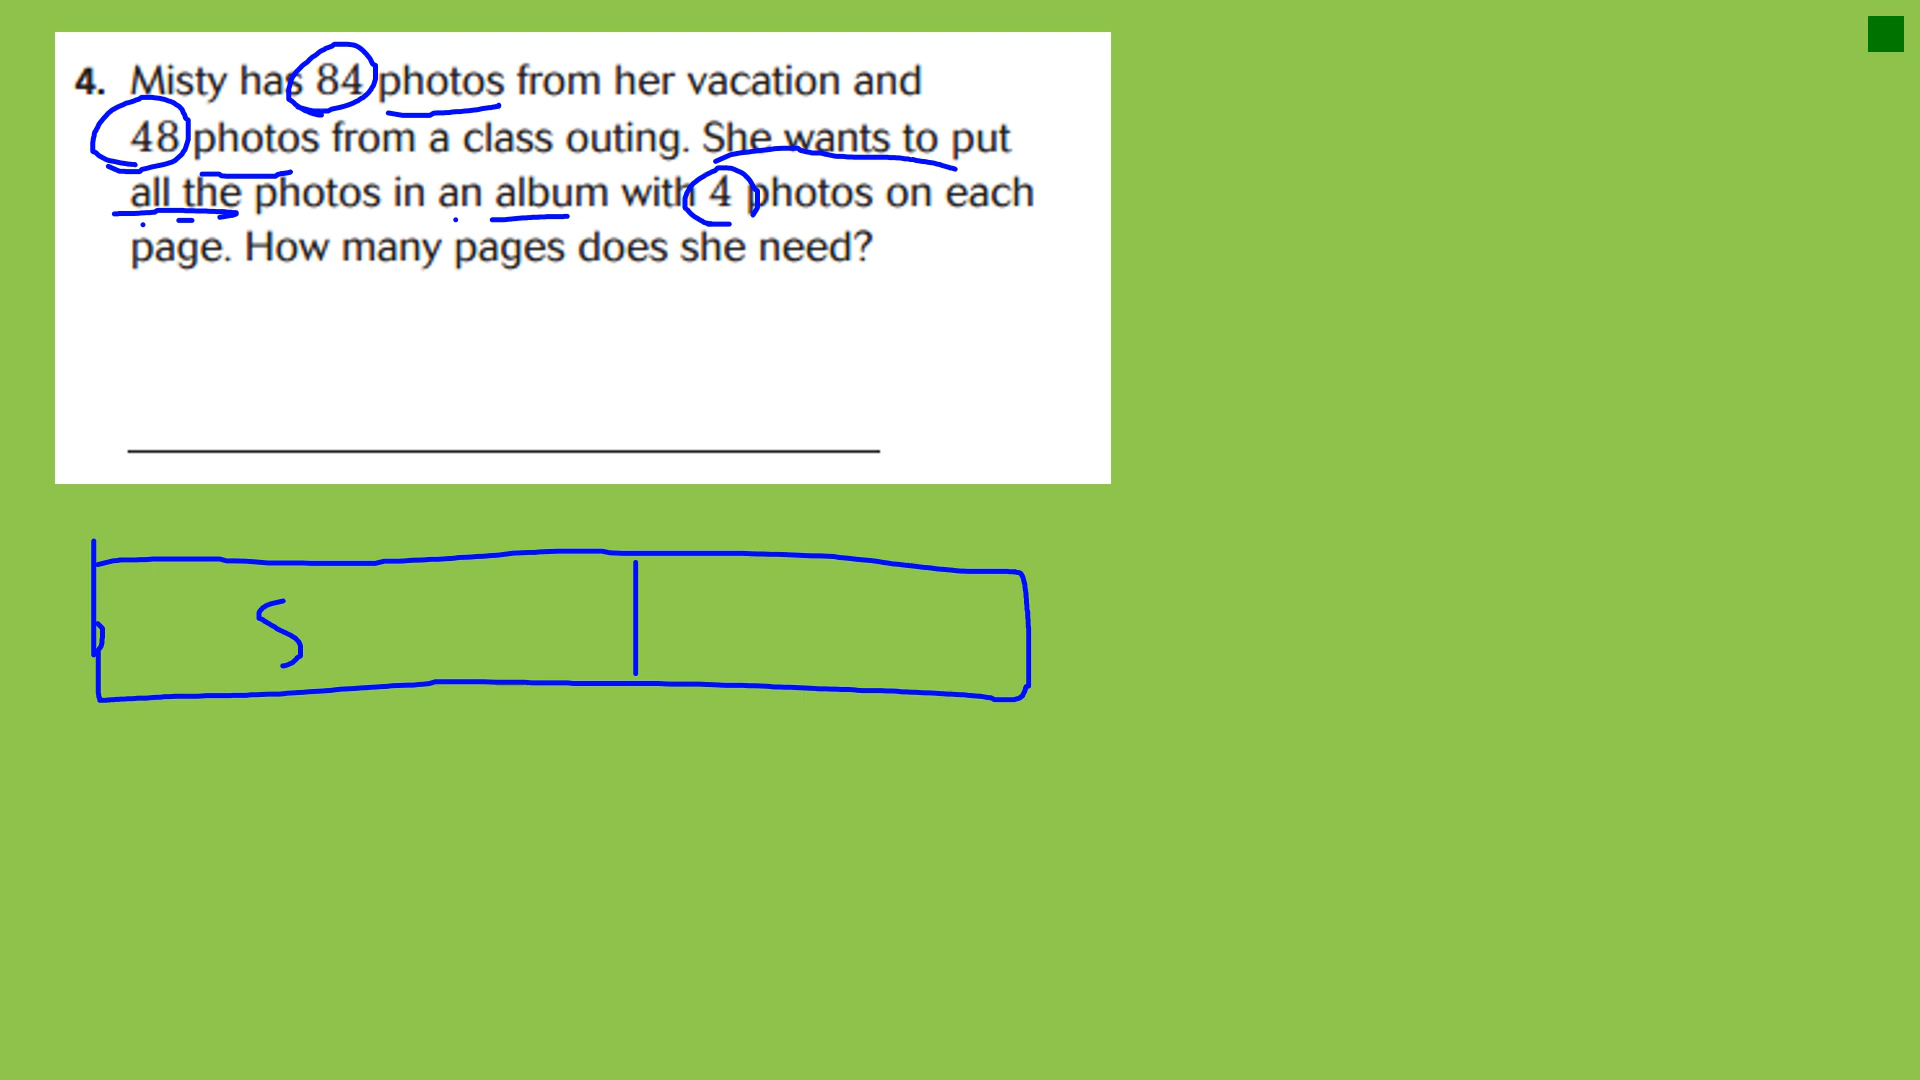 4. Misty has 84 photos from her vacation and
48 photos from a class outing. She wants to put
all the photos in an album with 4 photos on each
page. How many pages does she need?
S